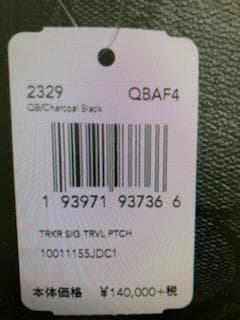 2329 QBAF4
QB/Charcoal Black
1 93971 93736 6
TRKR SIG TRVL PTCH
10011155JDC1
本体価格 ¥140,000+税